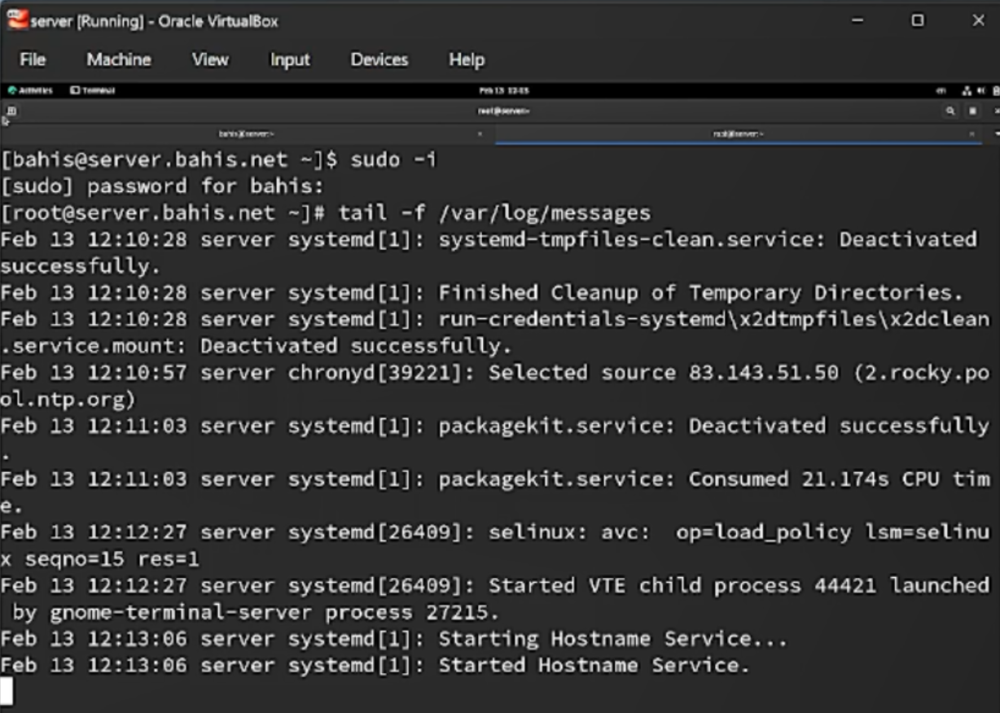 server [Running] - Oracle VirtualBox
File Machine View Input Devices Help
Activities Terminal Feb 13 12:13 en
root@server:~
bahis@server:~ root@server:~
[bahis@server.bahis.net ~]$ sudo -i
[sudo] password for bahis:
[root@server.bahis.net ~]# tail -f /var/log/messages
Feb 13 12:10:28 server systemd[1]: systemd-tmpfiles-clean.service: Deactivated
successfully.
Feb 13 12:10:28 server systemd[1]: Finished Cleanup of Temporary Directories.
Feb 13 12:10:28 server systemd[1]: run-credentials-systemd\x2dtmpfiles\x2dclean
.service.mount: Deactivated successfully.
Feb 13 12:10:57 server chronyd[39221]: Selected source 83.143.51.50 (2.rocky.po
ol.ntp.org)
Feb 13 12:11:03 server systemd[1]: packagekit.service: Deactivated successfully
.
Feb 13 12:11:03 server systemd[1]: packagekit.service: Consumed 21.174s CPU tim
e.
Feb 13 12:12:27 server systemd[26409]: selinux: avc:  op=load_policy lsm=selinu
x seqno=15 res=1
Feb 13 12:12:27 server systemd[26409]: Started VTE child process 44421 launched
 by gnome-terminal-server process 27215.
Feb 13 12:13:06 server systemd[1]: Starting Hostname Service...
Feb 13 12:13:06 server systemd[1]: Started Hostname Service.